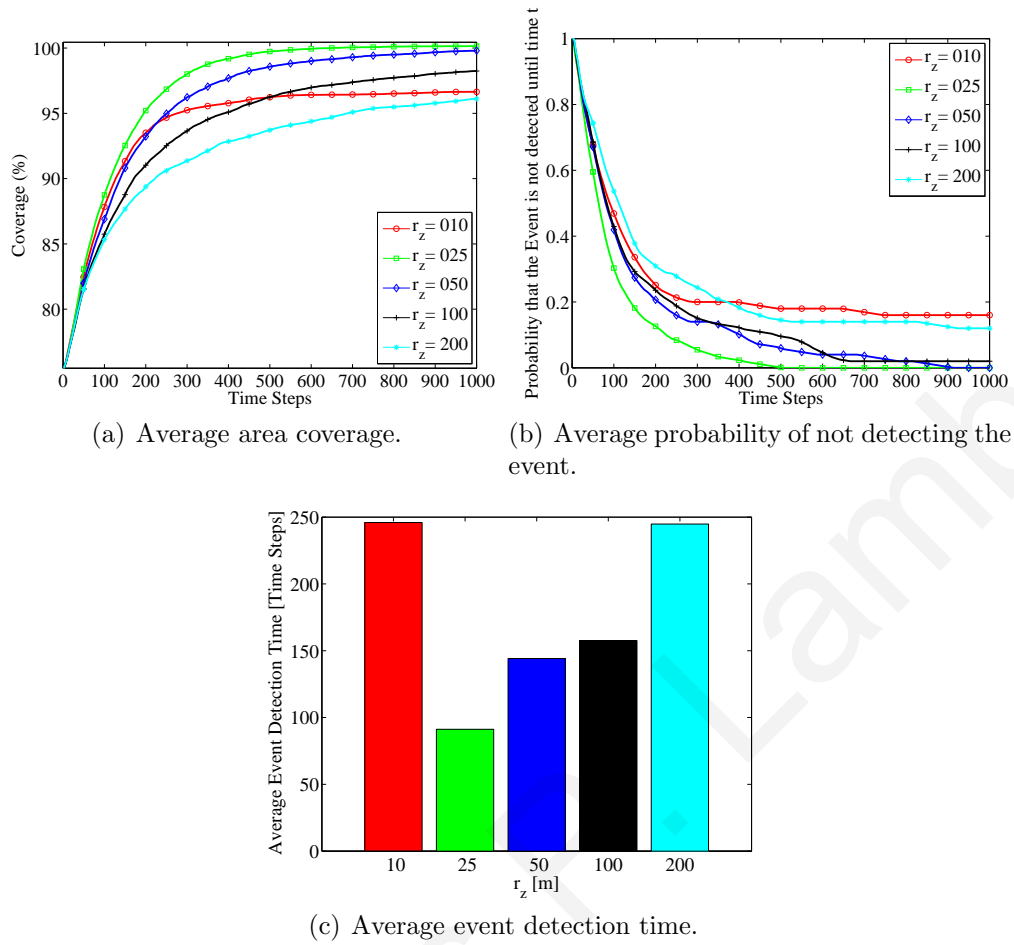 100
95
90
85
80
Coverage (%)
0 100 200 300 400 500 600 700 800 900 1000
Time Steps
r_z = 010
r_z = 025
r_z = 050
r_z = 100
r_z = 200
(a) Average area coverage.
1
0.8
0.6
0.4
0.2
0
Probability that the Event is not detected until time t
0 100 200 300 400 500 600 700 800 900 1000
Time Steps
r_z = 010
r_z = 025
r_z = 050
r_z = 100
r_z = 200
(b) Average probability of not detecting the
event.
250
200
150
100
50
0
Average Event Detection Time [Time Steps]
10 25 50 100 200
r_z [m]
(c) Average event detection time.
P. Lamb